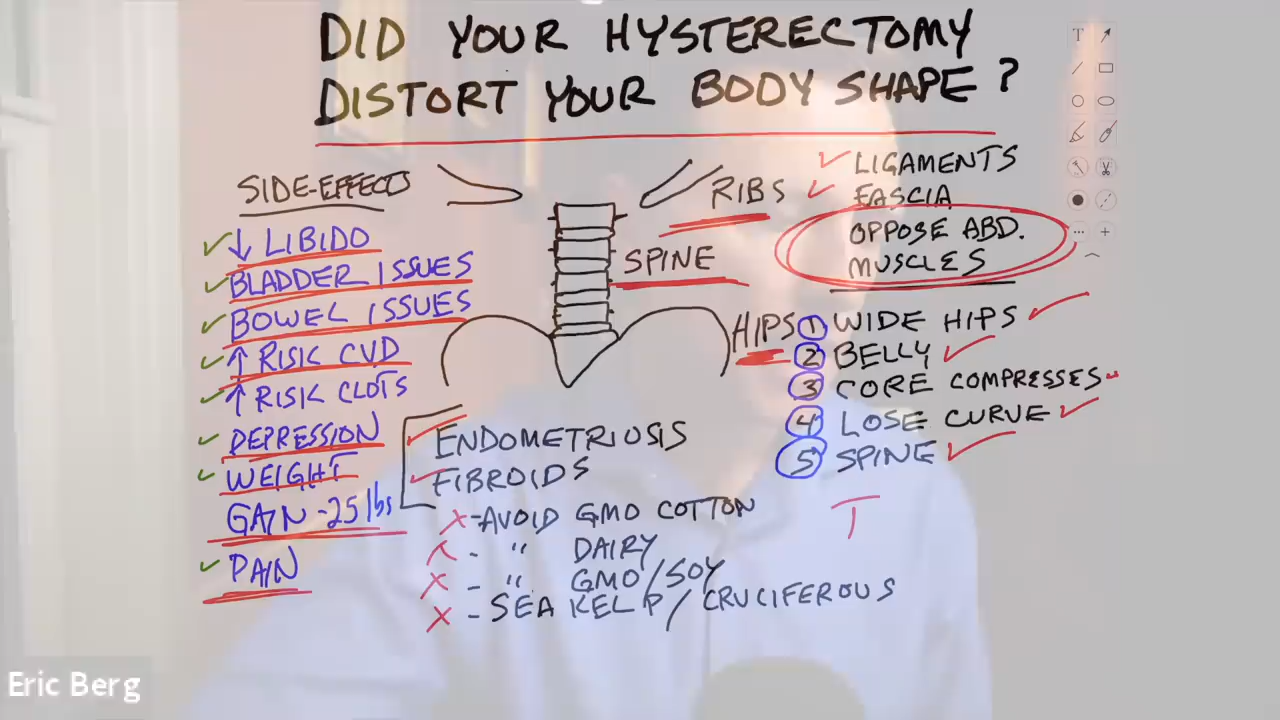 DID YOUR HYSTERECTOMY
DISTORT YOUR BODY SHAPE?
SIDE-EFFECTS
↓ LIBIDO
BLADDER ISSUES
BOWEL ISSUES
↑ RISK CVD
↑ RISK CLOTS
DEPRESSION
WEIGHT
GAIN -25 lbs
PAIN
RIBS
SPINE
HIPS
LIGAMENTS
FASCIA
OPPOSE ABD.
MUSCLES
1 WIDE HIPS
2 BELLY
3 CORE COMPRESSES
4 LOSE CURVE
5 SPINE
T
ENDOMETRIOSIS
FIBROIDS
-AVOID GMO COTTON
- " DAIRY
- " GMO/SOY
- SEA KELP/CRUCIFEROUS
Eric Berg
T